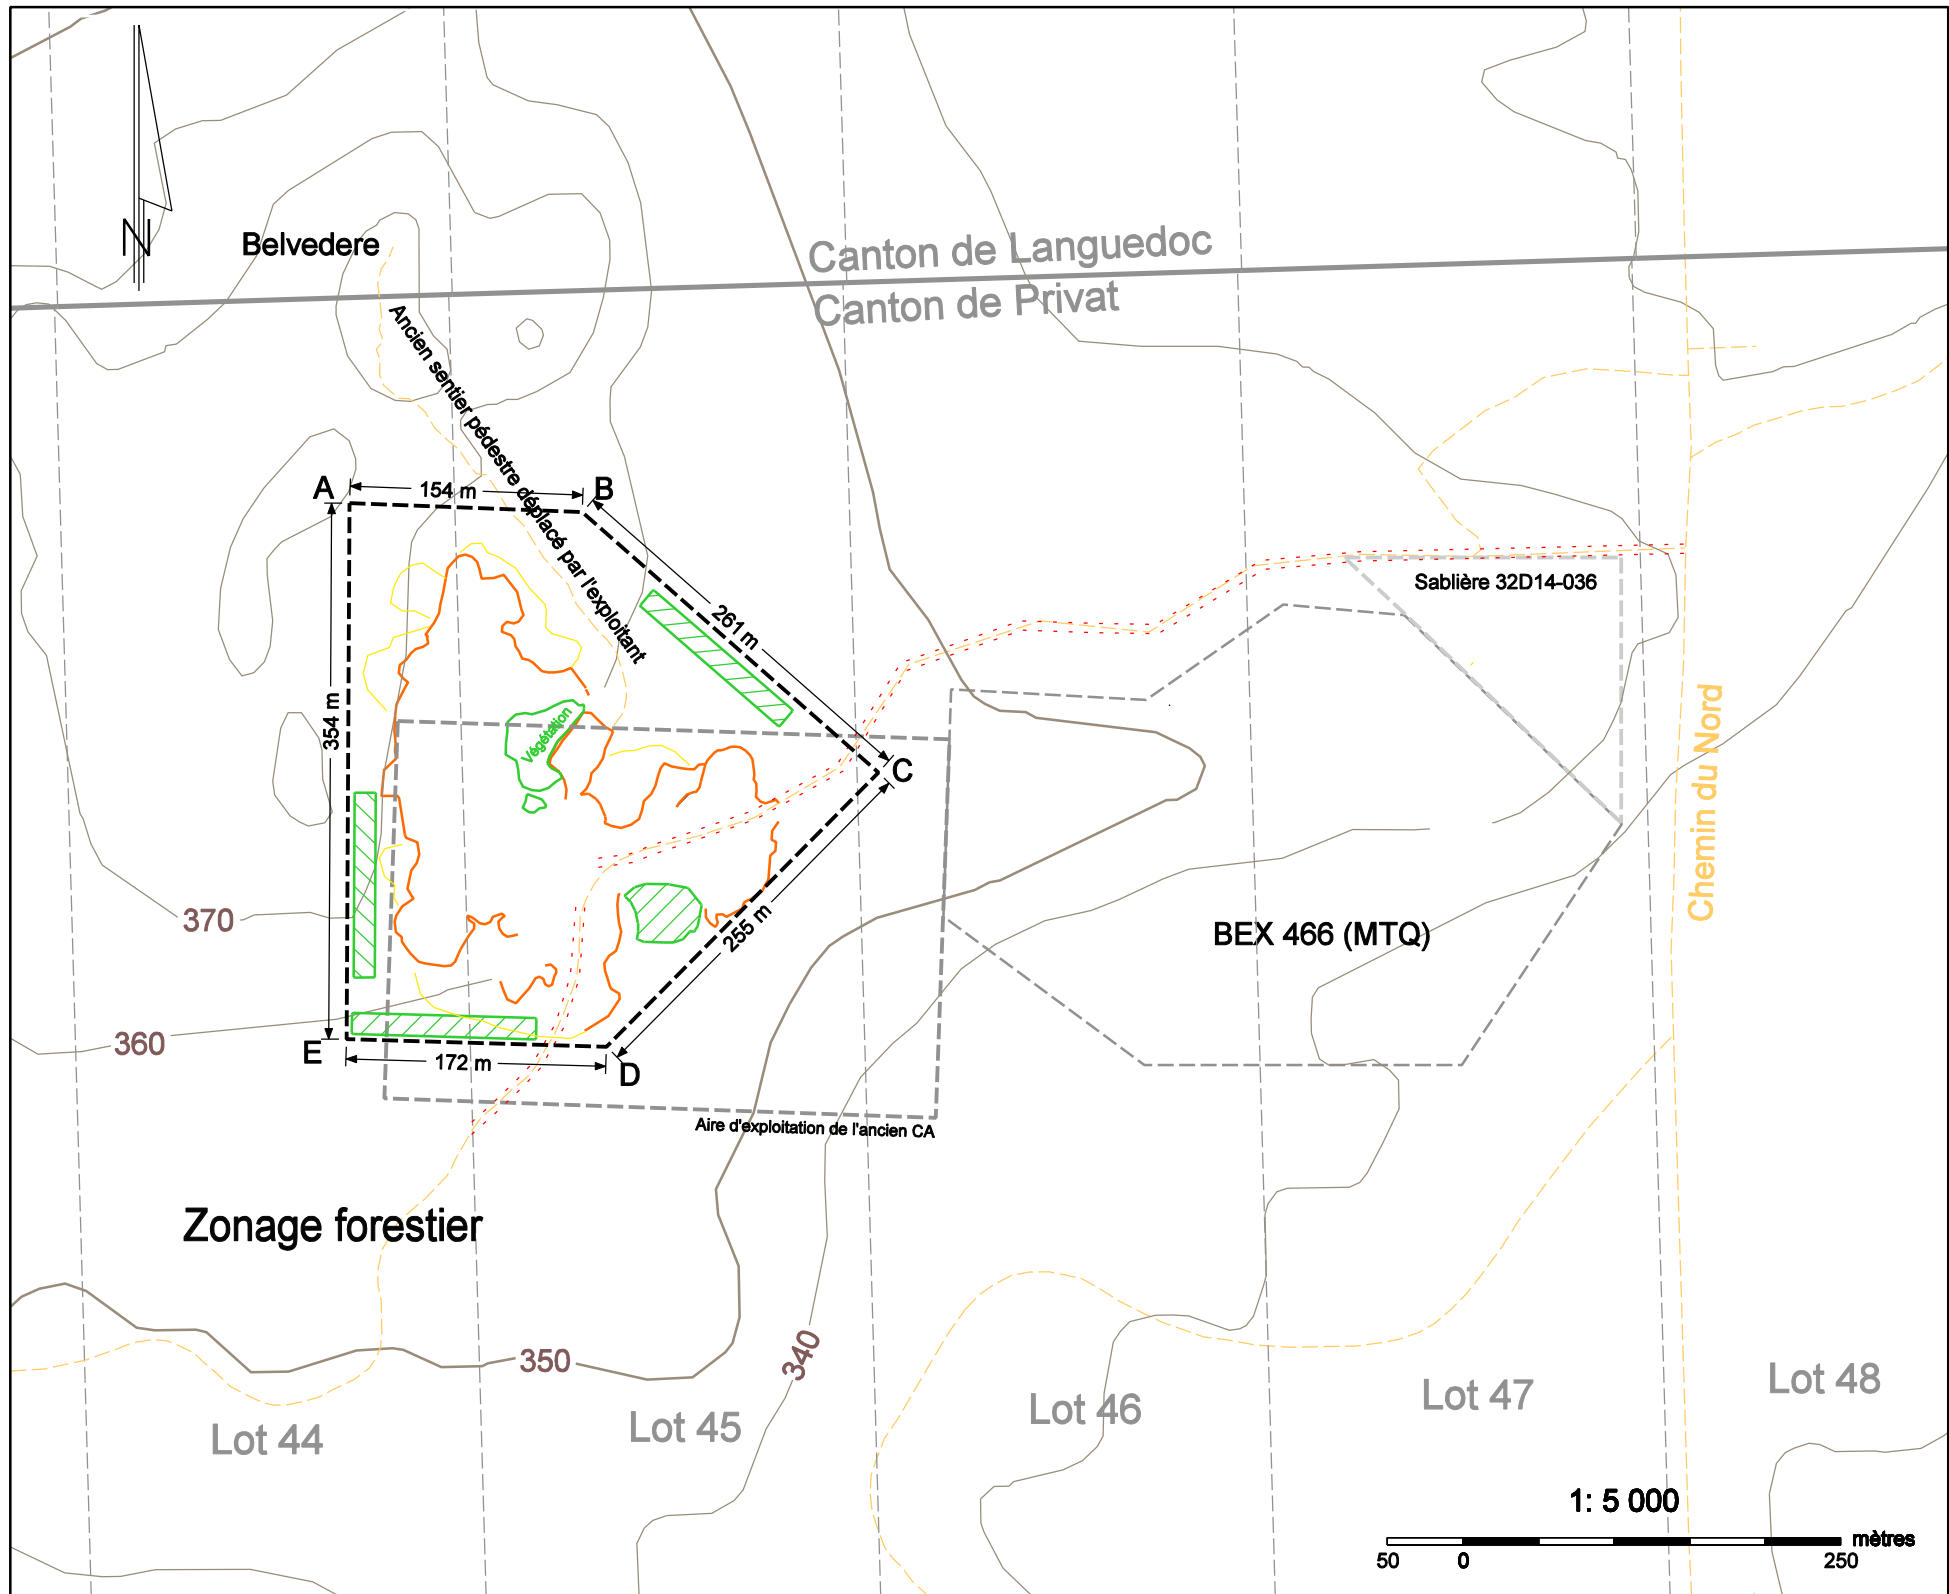 N
Belvedere
Canton de Languedoc
Canton de Privat
Ancien sentier pédestre déplacé par l'exploitant
A
154 m
B
261 m
354 m
Végétation
C
255 m
E
172 m
D
Sablière 32D14-036
Chemin du Nord
BEX 466 (MTQ)
370
360
Aire d'exploitation de l'ancien CA
Zonage forestier
350
340
Lot 44
Lot 45
Lot 46
Lot 47
Lot 48
1: 5 000
mètres
50 0 250